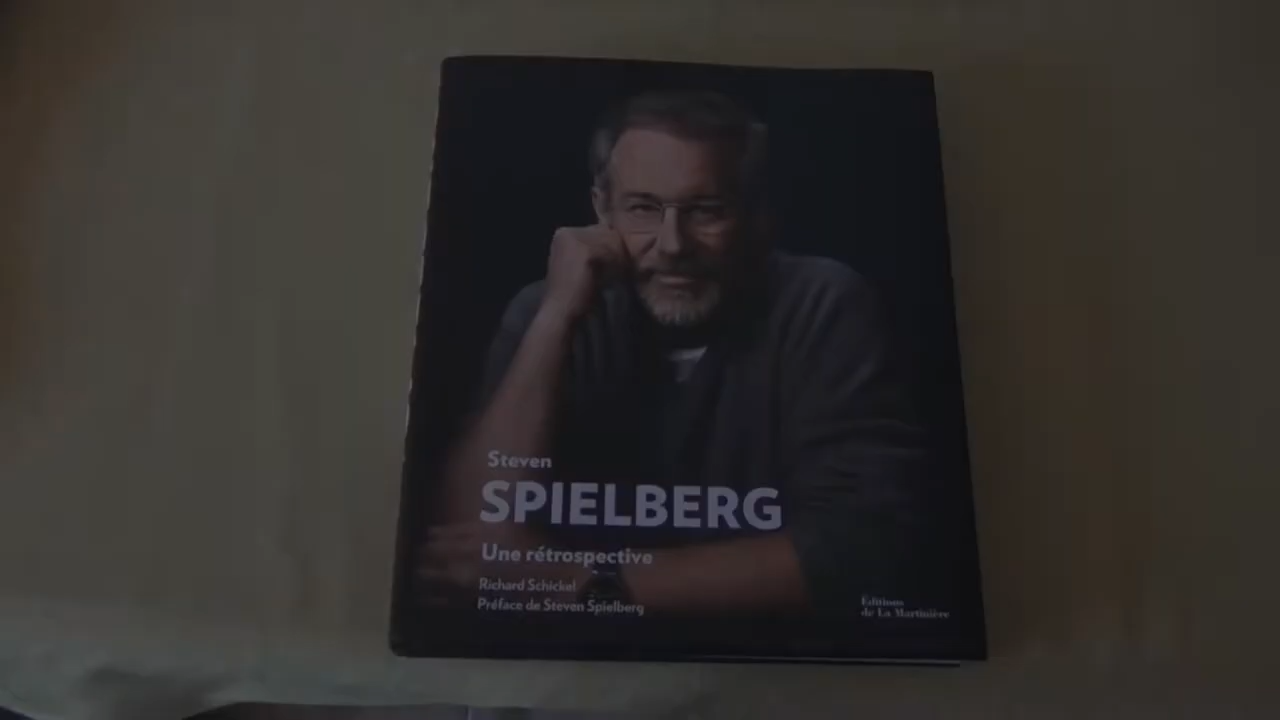 Steven
SPIELBERG
Une rétrospective
Richard Schickel
Préface de Steven Spielberg
Éditions
de La Martinière